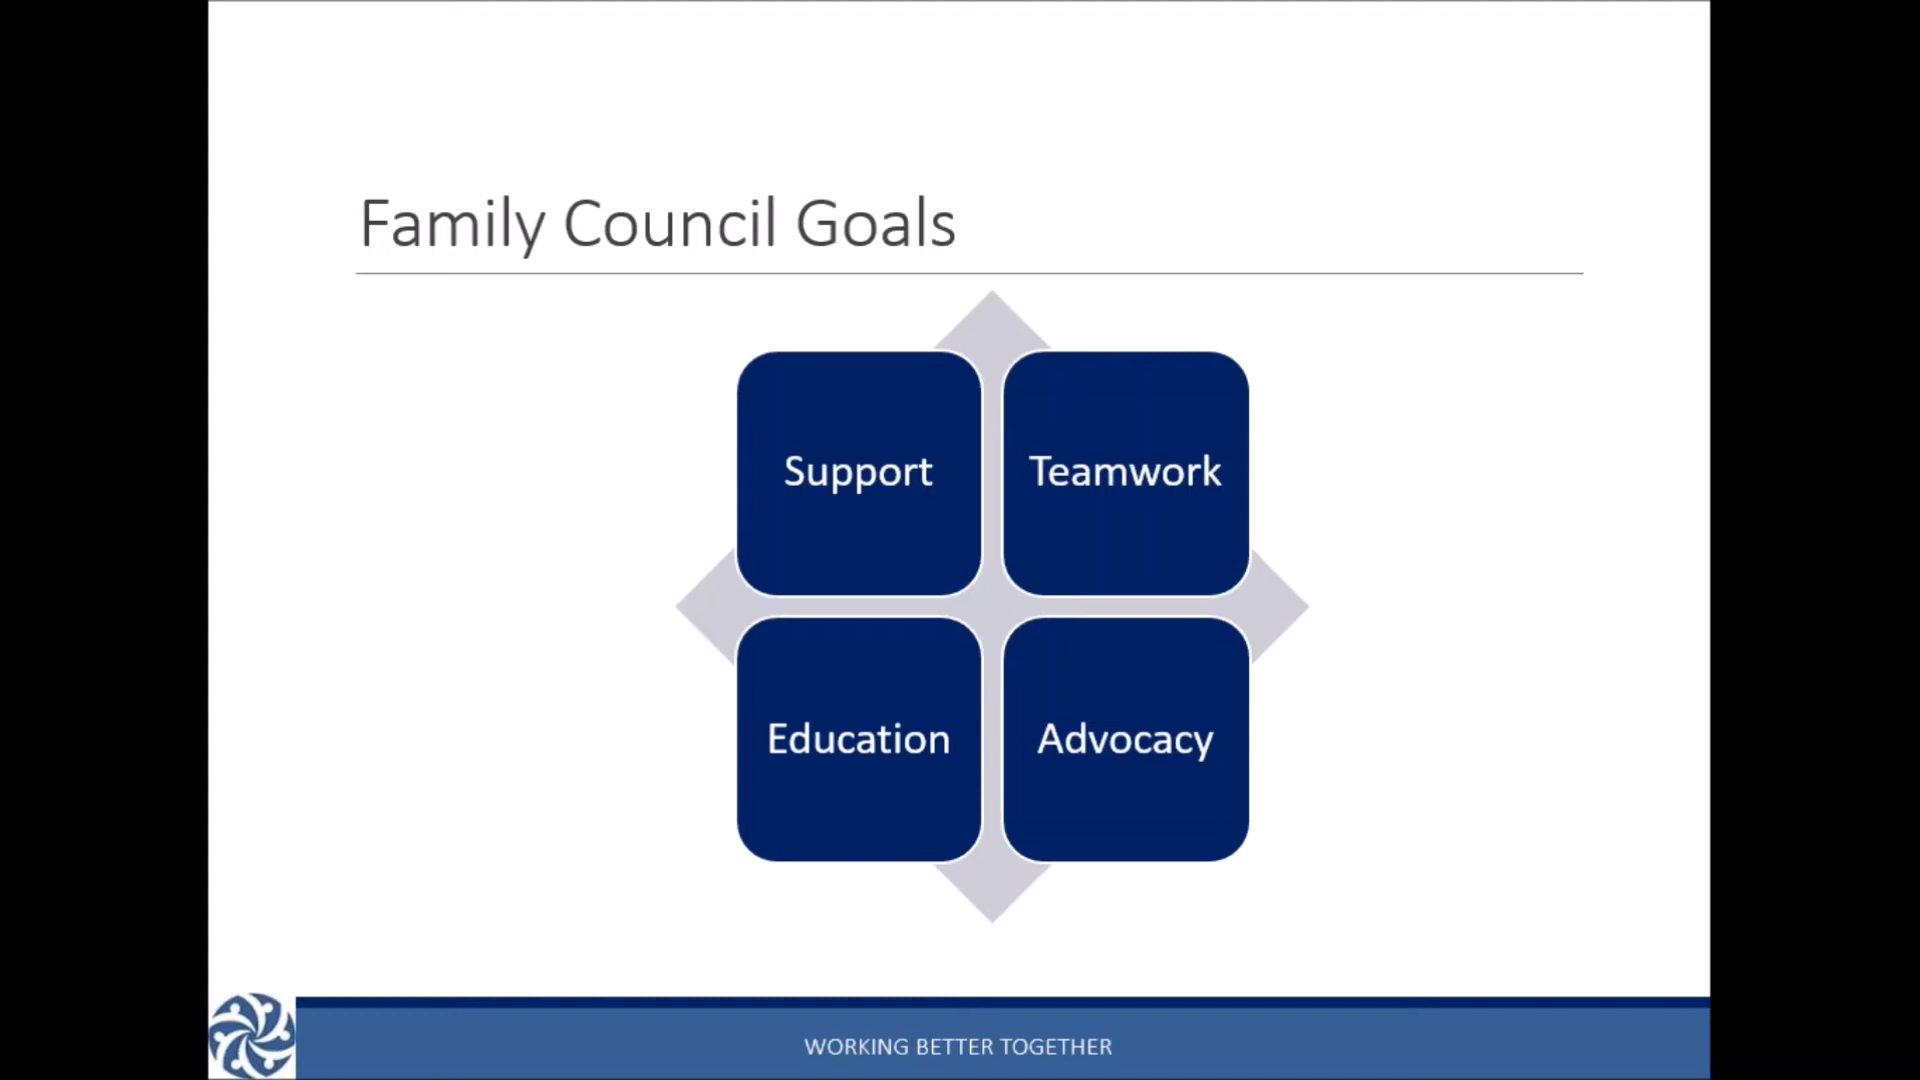 Family Council Goals
Support
Teamwork
Education
Advocacy
WORKING BETTER TOGETHER